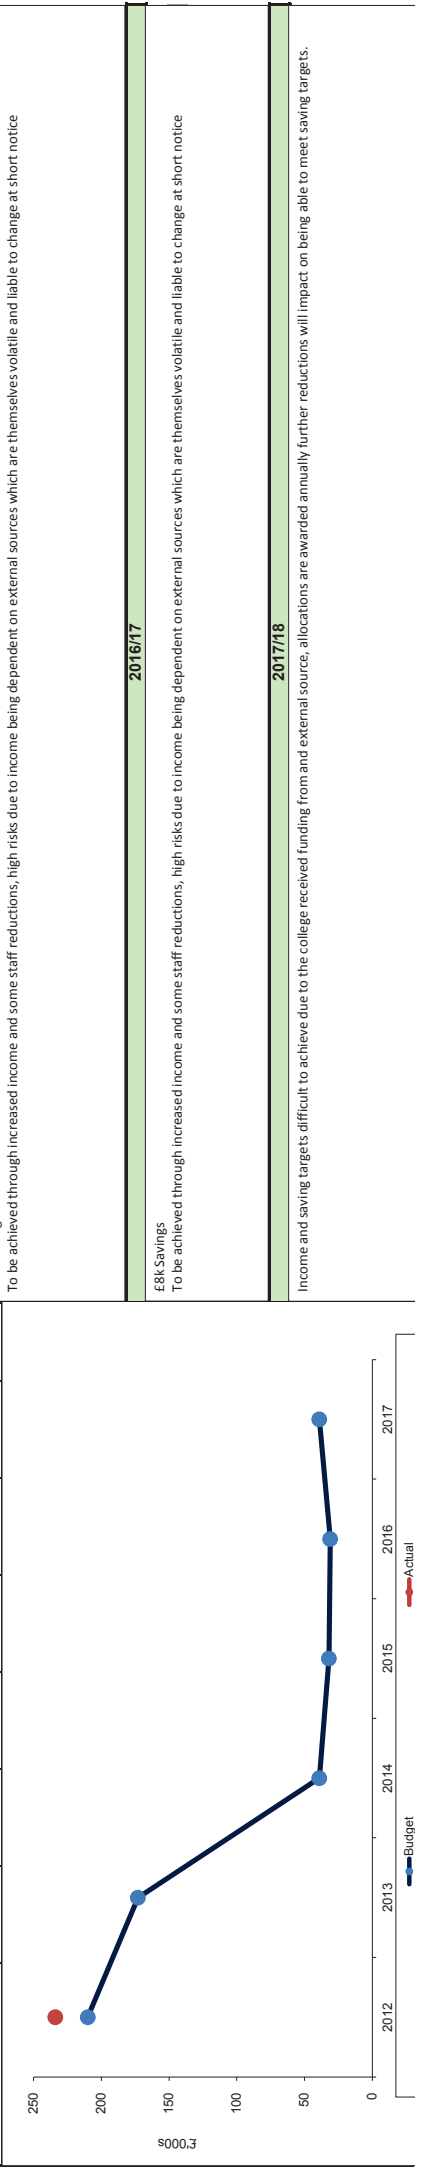 To be achieved through increased income and some staff reductions, high risks due to income being dependent on external sources which are themselves volatile and liable to change at short notice
2016/17
£8k Savings
To be achieved through increased income and some staff reductions, high risks due to income being dependent on external sources which are themselves volatile and liable to change at short notice
2017/18
Income and saving targets difficult to achieve due to the college received funding from and external source, allocations are awarded annually further reductions will impact on being able to meet saving targets.
250
200
150
100
50
0
£'000s
2012
2013
2014
2015
2016
2017
Budget
Actual